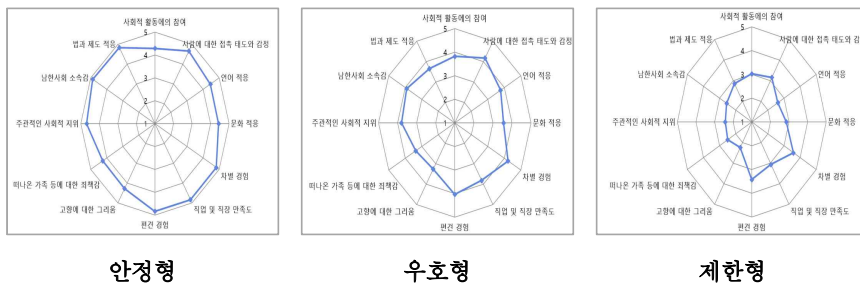 사회적 활동에의 참여
5
법과 제도 적응 사람에 대한 접촉 태도와 감정
4
남한사회 소속감 3 언어 적응
2
주관적인 사회적 지위 1 문화 적응
떠나온 가족 등에 대한 죄책감 차별 경험
고향에 대한 그리움 직업 및 직장 만족도
편견 경험
안정형
사회적 활동에의 참여
5
법과 제도 적응 사람에 대한 접촉 태도와 감정
4
남한사회 소속감 3 언어 적응
2
주관적인 사회적 지위 1 문화 적응
떠나온 가족 등에 대한 죄책감 차별 경험
고향에 대한 그리움 직업 및 직장 만족도
편견 경험
우호형
사회적 활동에의 참여
5
법과 제도 적응 사람에 대한 접촉 태도와 감정
4
남한사회 소속감 3 언어 적응
2
주관적인 사회적 지위 1 문화 적응
떠나온 가족 등에 대한 죄책감 차별 경험
고향에 대한 그리움 직업 및 직장 만족도
편견 경험
제한형